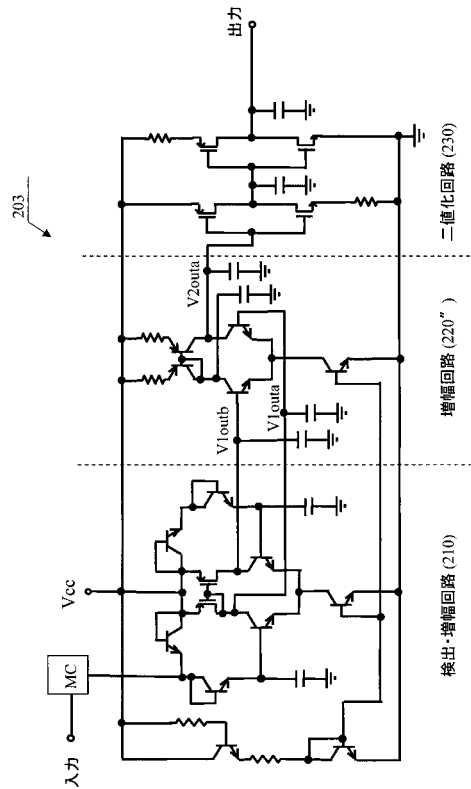 203
入力
MC
Vcc
V1outb
V1outa
V2outa
出力
検出・増幅回路 (210)
増幅回路 (220")
二値化回路 (230)